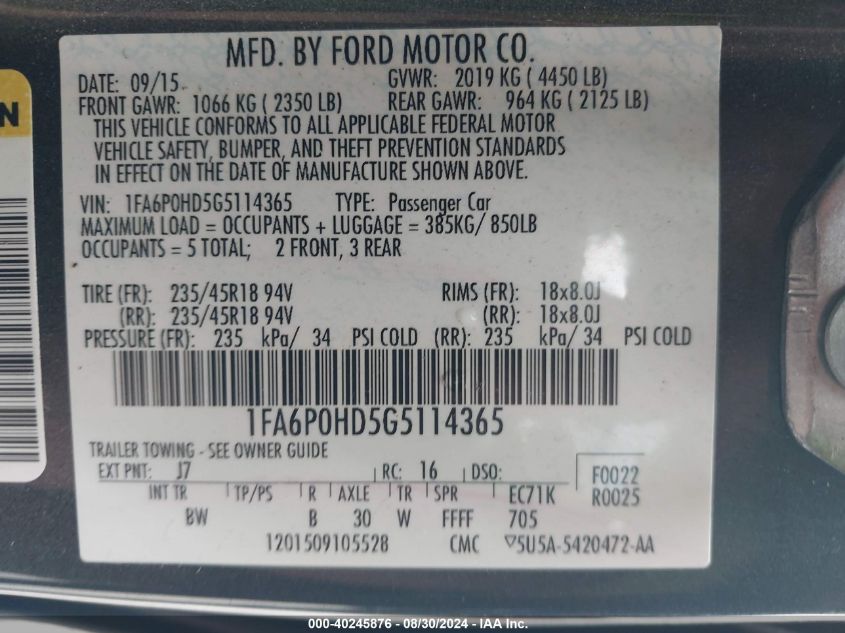 MFD. BY FORD MOTOR CO.
DATE: 09/15 GVWR: 2019 KG ( 4450 LB)
FRONT GAWR: 1066 KG ( 2350 LB) REAR GAWR: 964 KG ( 2125 LB)
THIS VEHICLE CONFORMS TO ALL APPLICABLE FEDERAL MOTOR
VEHICLE SAFETY, BUMPER, AND THEFT PREVENTION STANDARDS
IN EFFECT ON THE DATE OF MANUFACTURE SHOWN ABOVE.
N
VIN: 1FA6P0HD5G5114365 TYPE: Passenger Car
MAXIMUM LOAD = OCCUPANTS + LUGGAGE = 385KG/ 850LB
OCCUPANTS = 5 TOTAL; 2 FRONT, 3 REAR
TIRE (FR): 235/45R18 94V RIMS (FR): 18x8.0J
(RR): 235/45R18 94V (RR): 18x8.0J
PRESSURE (FR): 235 kPa/ 34 PSI COLD (RR): 235 kPa/ 34 PSI COLD
1FA6P0HD5G5114365
TRAILER TOWING - SEE OWNER GUIDE
EXT PNT: J7 RC: 16 DSO: F0022
INT TR TP/PS R AXLE TR SPR EC71K R0025
BW B 30 W FFFF 705
1201509105528 CMC ▽5U5A-5420472-AA
000-40245876 - 08/30/2024 - IAA Inc.